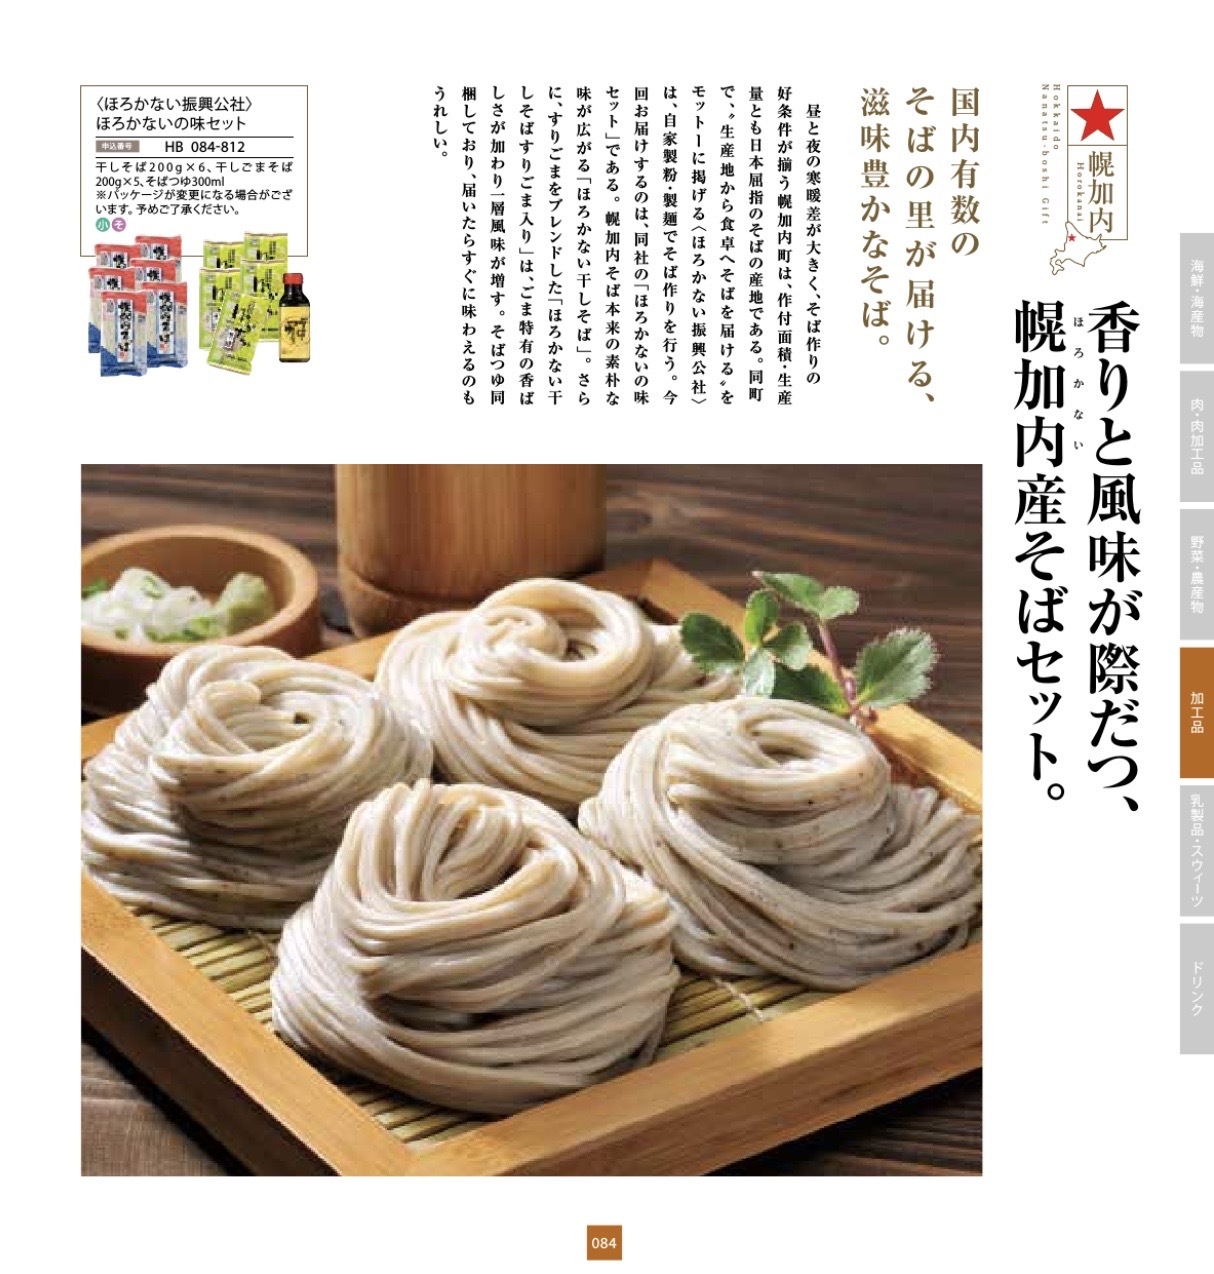 幌加内
Horokanai
Hokkaido
Nanatsu-boshi Gift
香りと風味が際だつ、
幌加内産そばセット。
ほろかない
国内有数の
そばの里が届ける、
滋味豊かなそば。
昼と夜の寒暖差が大きく、そば作りの
好条件が揃う幌加内町は、作付面積・生産
量とも日本屈指のそばの産地である。同町
で、〝生産地から食卓へそばを届ける〟を
モットーに掲げる〈ほろかない振興公社〉
は、自家製粉・製麺でそば作りを行う。今
回お届けするのは、同社の「ほろかないの味
セット」である。幌加内そば本来の素朴な
味が広がる「ほろかない干しそば」。さら
に、すりごまをブレンドした「ほろかない干
しそばすりごま入り」は、ごま特有の香ば
しさが加わり一層風味が増す。そばつゆ同
梱しており、届いたらすぐに味わえるのも
うれしい。
〈ほろかない振興公社〉
ほろかないの味セット
申込番号 HB 084-812
干しそば200g×6、干しごまそば
200g×5、そばつゆ300ml
※パッケージが変更になる場合がござ
います。予めご了承ください。
小 そ
海鮮・海産物
肉・肉加工品
野菜・農産物
加工品
乳製品・スウィーツ
ドリンク
084